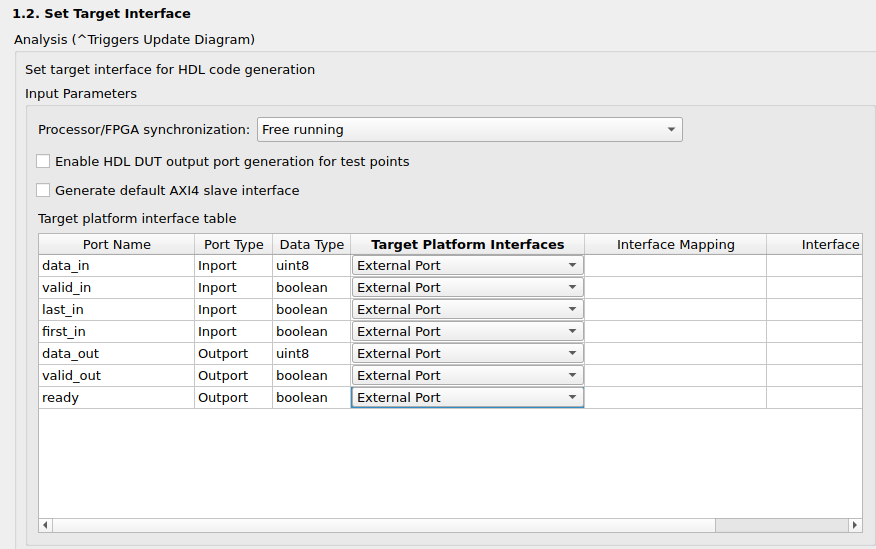 1.2. Set Target Interface
Analysis (^Triggers Update Diagram)
Set target interface for HDL code generation
Input Parameters
Processor/FPGA synchronization: Free running
Enable HDL DUT output port generation for test points
Generate default AXI4 slave interface
Target platform interface table
Port Name Port Type Data Type Target Platform Interfaces Interface Mapping Interface
data_in Inport uint8 External Port
valid_in Inport boolean External Port
last_in Inport boolean External Port
first_in Inport boolean External Port
data_out Outport uint8 External Port
valid_out Outport boolean External Port
ready Outport boolean External Port